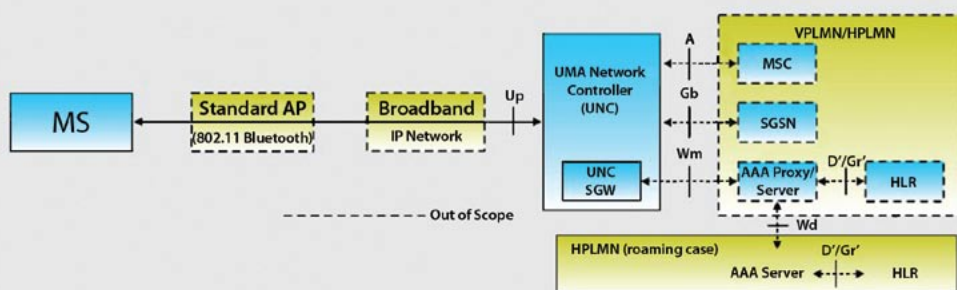 VPLMN/HPLMN
A
MSC
UMA Network
Controller
(UNC)
Gb
SGSN
Up
MS
Standard AP
(802.11 Bluetooth)
Broadband
IP Network
Wm
UNC
SGW
AAA Proxy/
Server
D'/Gr'
HLR
Out of Scope
Wd
HPLMN (roaming case)
D'/Gr'
AAA Server
HLR